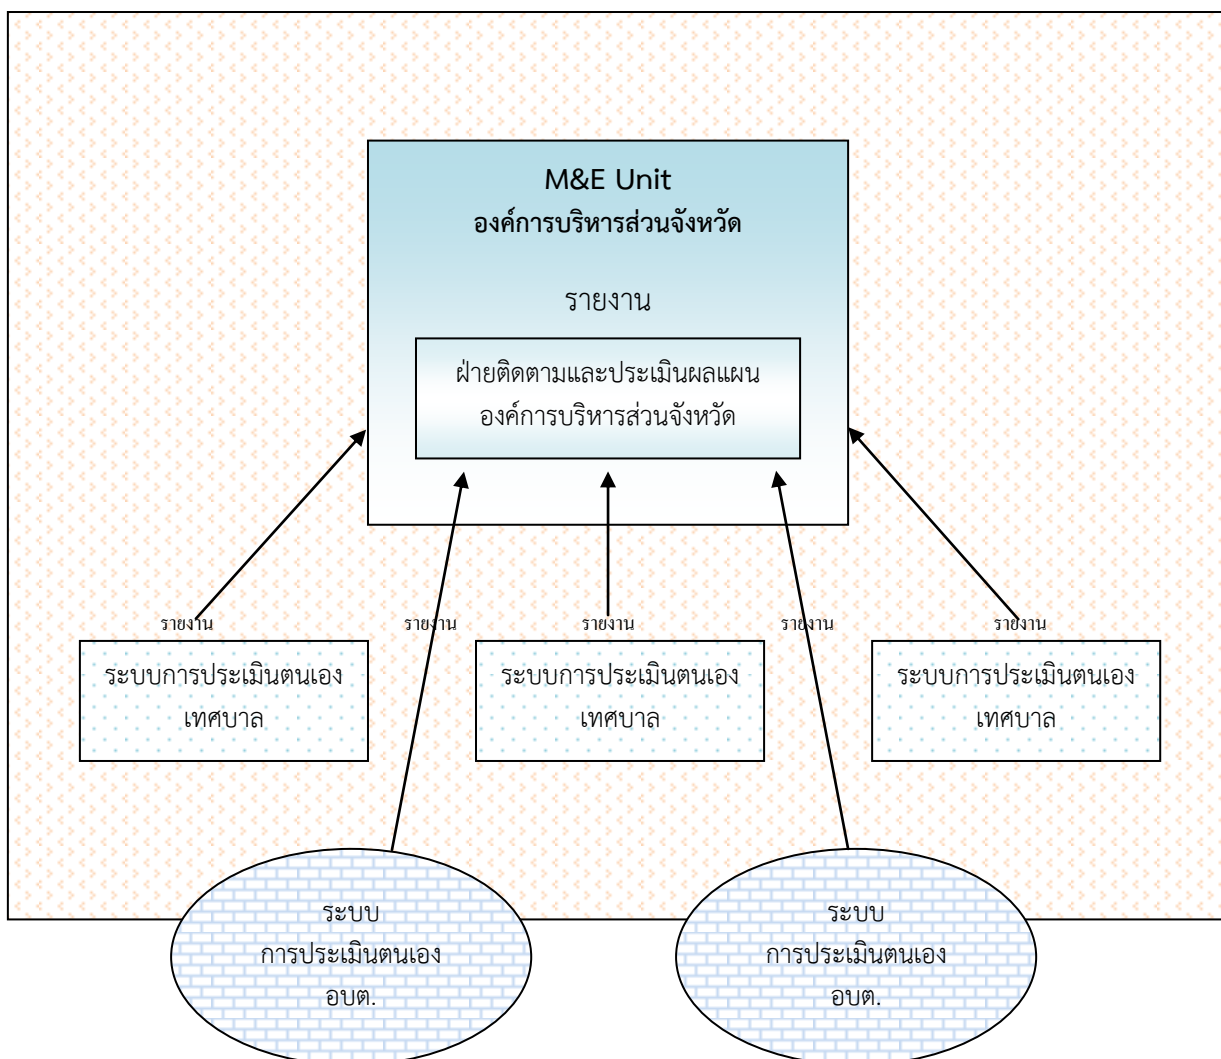 M&E Unit
องค์การบริหารส่วนจังหวัด
รายงาน
ฝ่ายติดตามและประเมินผลแผน
องค์การบริหารส่วนจังหวัด
รายงาน
รายงาน
รายงาน
รายงาน
รายงาน
ระบบการประเมินตนเอง
เทศบาล
ระบบการประเมินตนเอง
เทศบาล
ระบบการประเมินตนเอง
เทศบาล
ระบบ
การประเมินตนเอง
อบต.
ระบบ
การประเมินตนเอง
อบต.